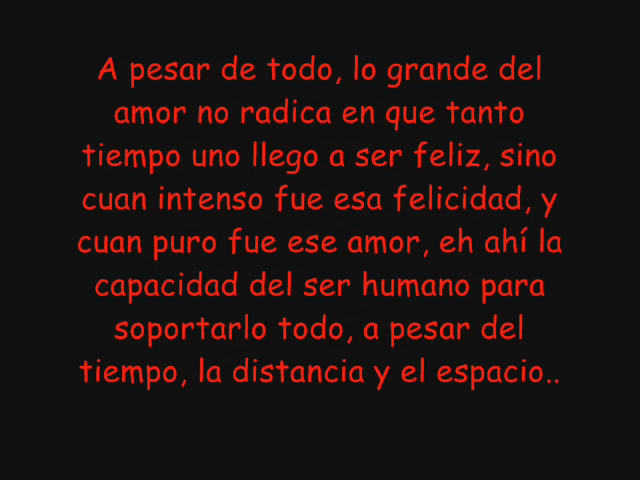 A pesar de todo, lo grande del
amor no radica en que tanto
tiempo uno llego a ser feliz, sino
cuan intenso fue esa felicidad, y
cuan puro fue ese amor, eh ahí la
capacidad del ser humano para
soportarlo todo, a pesar del
tiempo, la distancia y el espacio..